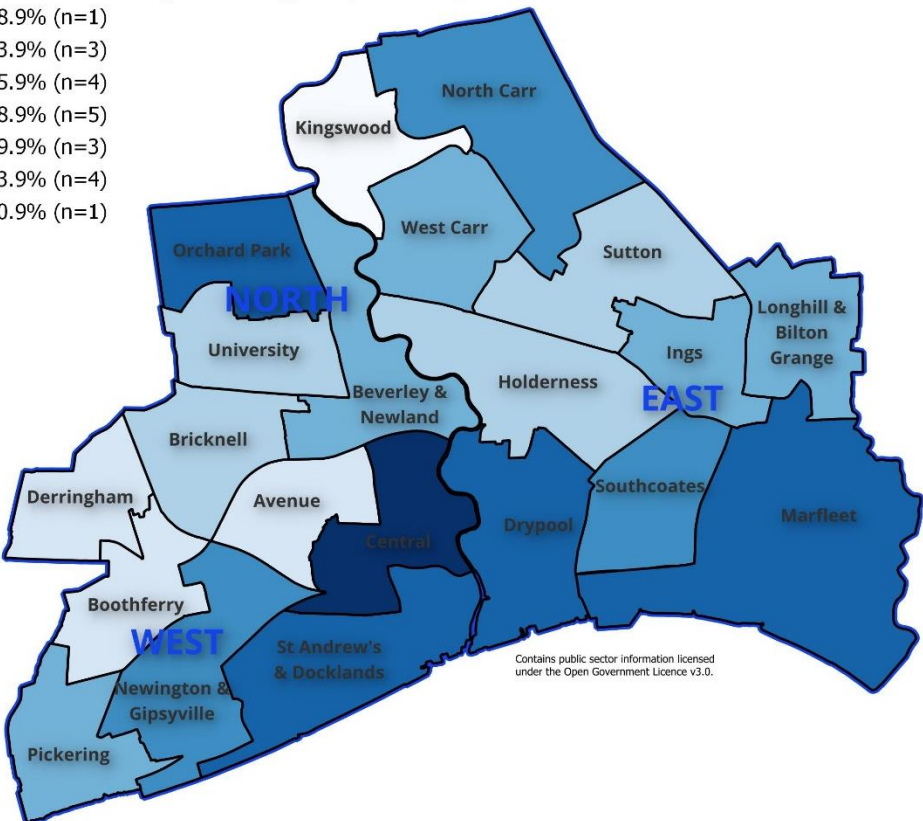 8.9% (n=1)
3.9% (n=3)
5.9% (n=4)
8.9% (n=5)
9.9% (n=3)
3.9% (n=4)
0.9% (n=1)
North Carr
Kingswood
West Carr
Orchard Park
Sutton
NORTH
Longhill &
Bilton
Grange
University
Ings
Holderness
Beverley &
Newland
EAST
Bricknell
Derringham
Avenue
Southcoates
Marfleet
Drypool
Central
Boothferry
WEST
St Andrew's
& Docklands
Newington &
Gipsyville
Pickering
Contains public sector information licensed
under the Open Government Licence v3.0.